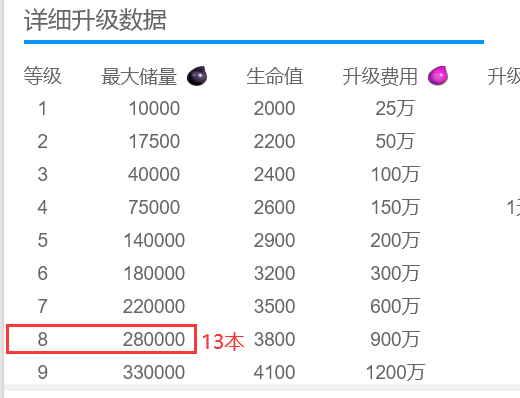 详细升级数据
等级 最大储量 生命值 升级费用 升级
1 10000 2000 25万
2 17500 2200 50万
3 40000 2400 100万
4 75000 2600 150万 1
5 140000 2900 200万
6 180000 3200 300万
7 220000 3500 600万
8 280000 13本 3800 900万
9 330000 4100 1200万